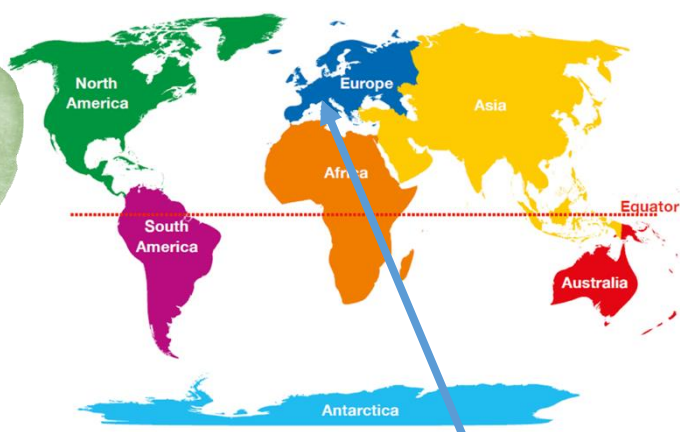 North
America
Europe
Asia
Africa
Equator
South
America
Australia
Antarctica